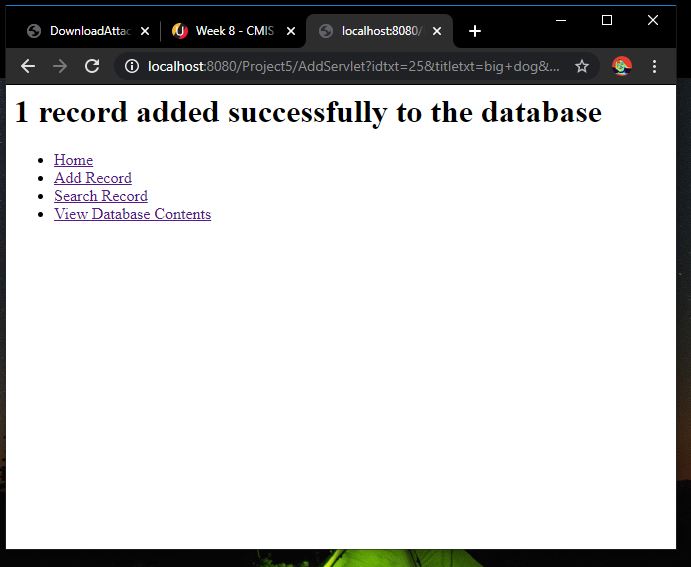 DownloadAttac
Week 8 - CMIS
localhost:8080/
localhost:8080/Project5/AddServlet?idtxt=25&titletxt=big+dog&...
1 record added successfully to the database
Home
Add Record
Search Record
View Database Contents